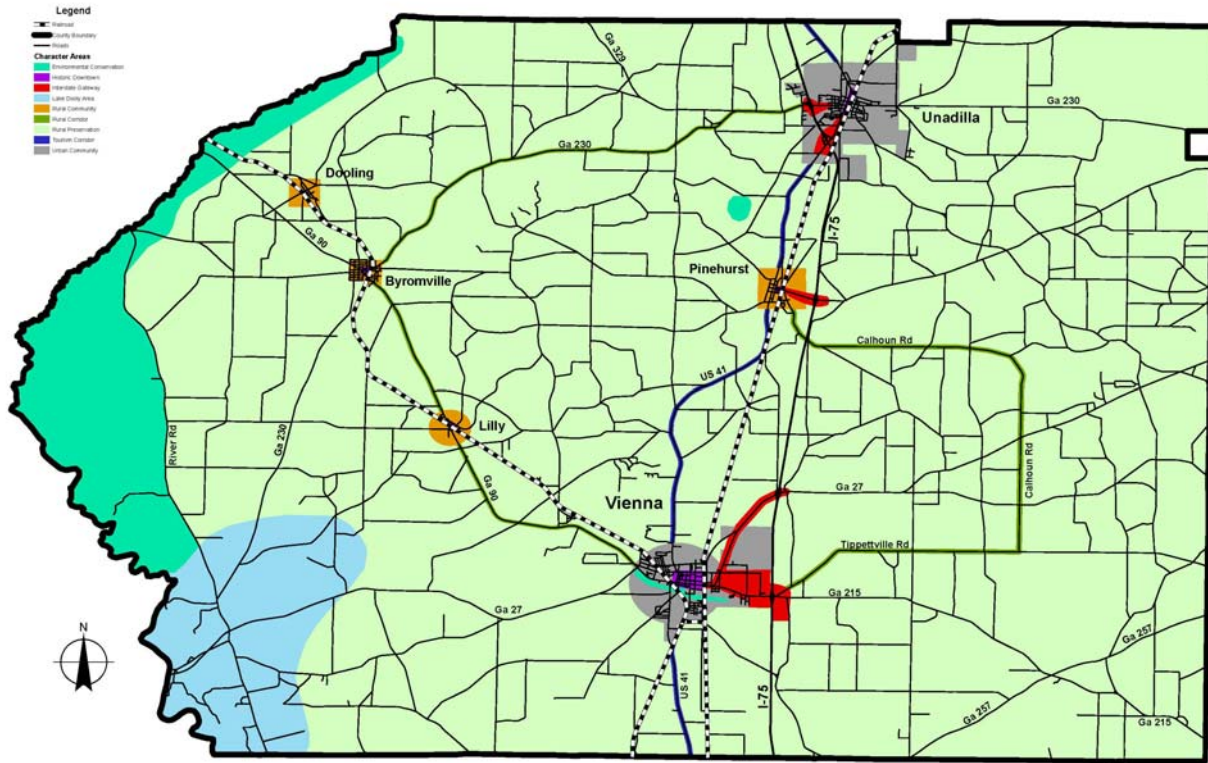 Legend
Railroad
County Boundary
Roads
Character Areas
Environmental Conservation
Historic Downtown
Interstate Gateway
Lake Dooly Area
Rural Community
Rural Corridor
Rural Preservation
Tourism Corridor
Urban Community
Ga 329
Ga 230
Unadilla
Ga 230
Dooling
Ga 90
I-75
Pinehurst
Byromville
Calhoun Rd
US 41
Lilly
River Rd
Ga 230
Calhoun Rd
Ga 90
Ga 27
Vienna
Tippettville Rd
Ga 27
Ga 215
N
Ga 257
US 41
I-75
Ga 257
Ga 215